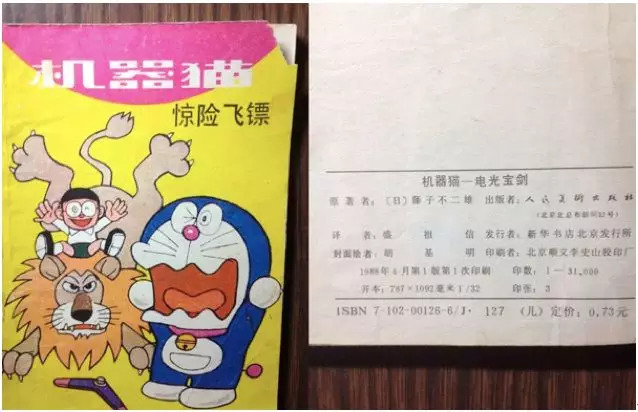 机器猫
惊险飞镖
机器猫—电光宝剑
原著者：〔日〕藤子不二雄 出版者：人民美术出版社
（北京北总布胡同32号）
译者：盛祖信 发行者：新华书店北京发行所
封面绘者：胡基明 印刷者：北京顺义李史山胶印厂
1988年4月第1版第1次印刷 印数：1—31,000
开本：787×1092毫米1/32 印张：3
ISBN 7-102-00126-6/J·127 （儿）定价：0.73元